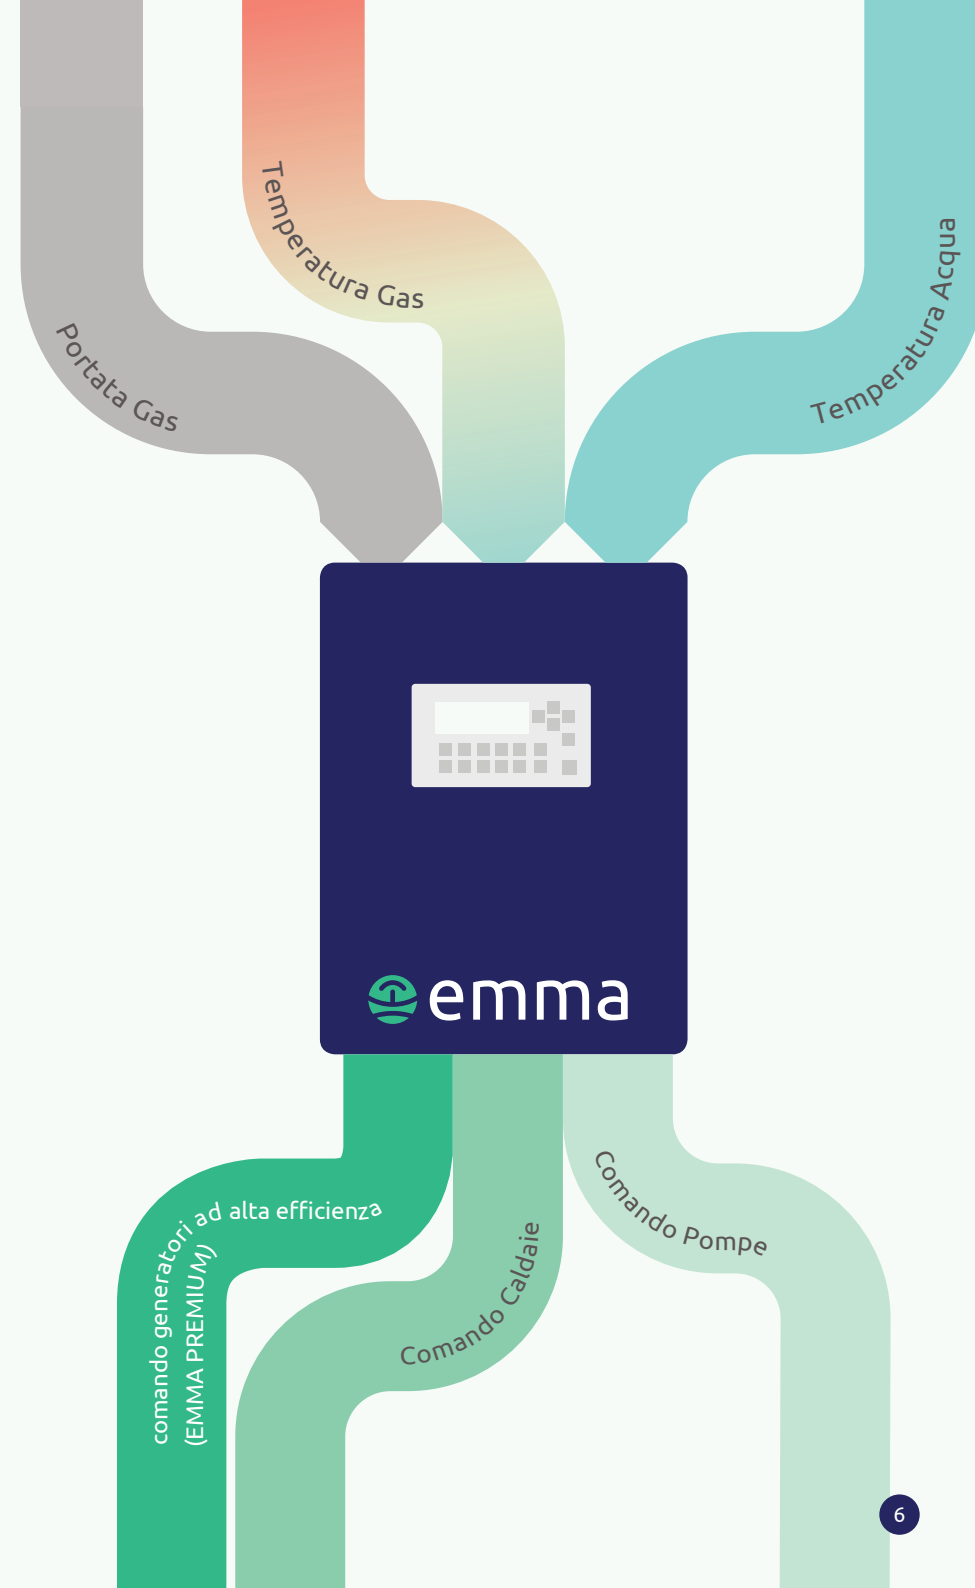 Temperatura Gas
Temperatura Acqua
Portata Gas
emma
Comando Pompe
comando generatori ad alta efficienza
(EMMA PREMIUM)
Comando Caldaie
6